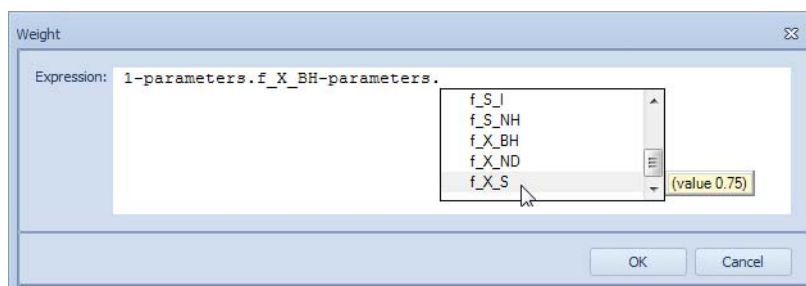 Weight
Expression: 1-parameters.f_X_BH-parameters.
f_S_I
f_S_NH
f_X_BH
f_X_ND
f_X_S
(value 0.75)
OK Cancel